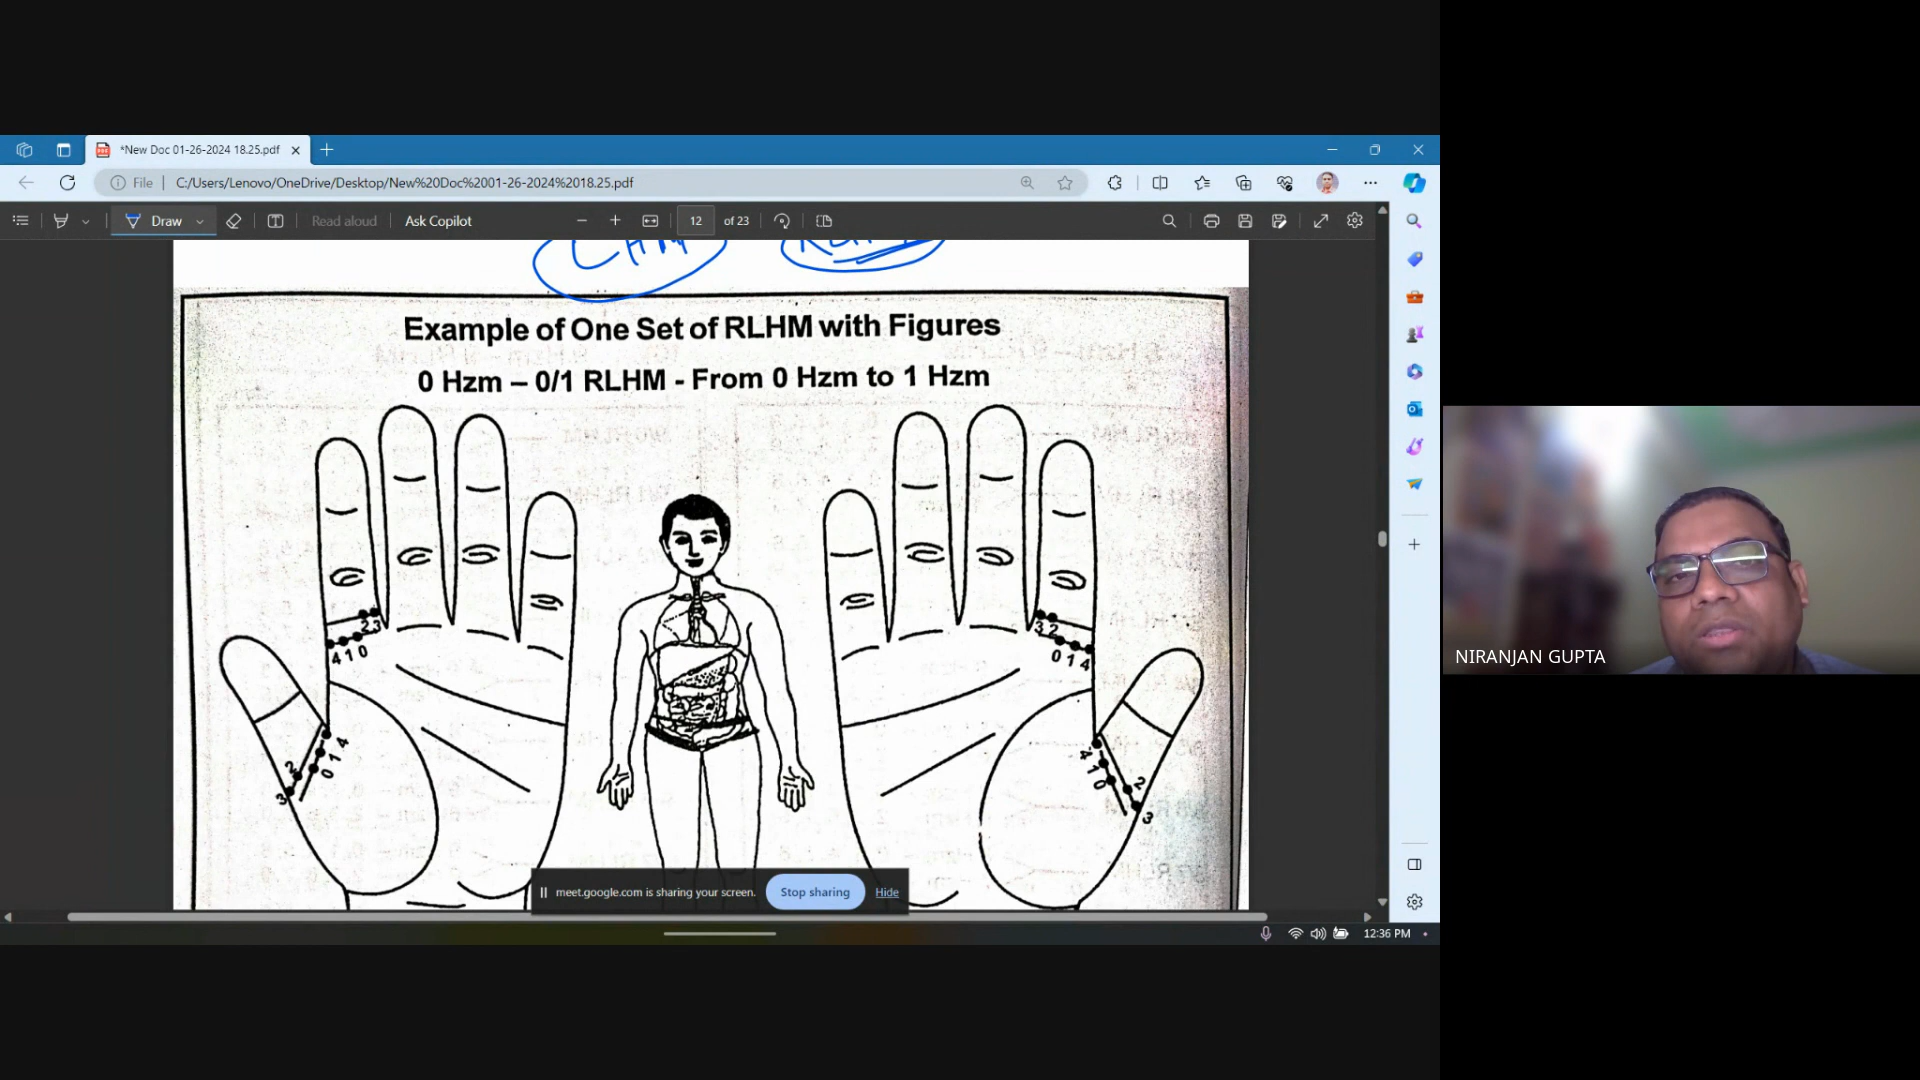 *New Doc 01-26-2024 18.25.pdf
File
C:/Users/Lenovo/OneDrive/Desktop/New%20Doc%2001-26-2024%2018.25.pdf
Draw
Read aloud
Ask Copilot
12 of 23
Example of One Set of RLHM with Figures
0 Hzm – 0/1 RLHM - From 0 Hzm to 1 Hzm
2 3
3 2
4 1 0
0 1 4
4 1 0
4 1 0
2
2
3
3
meet.google.com is sharing your screen.
Stop sharing
Hide
12:36 PM
NIRANJAN GUPTA